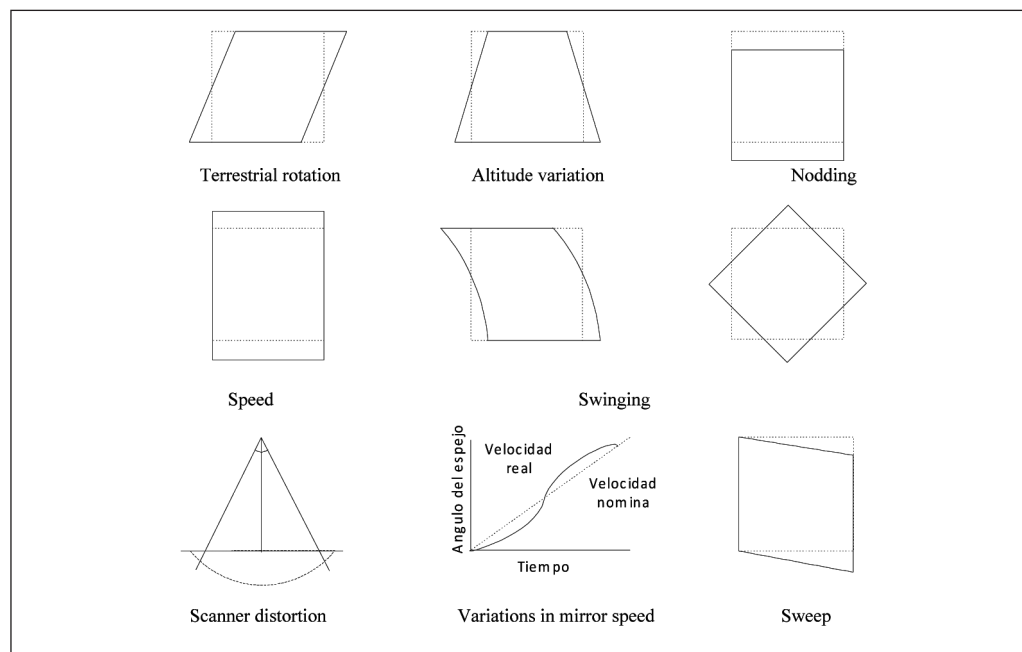 Terrestrial rotation
Altitude variation
Nodding
Speed
Swinging
Angulo del espejo
Velocidad
real
Velocidad
nomina
Tiempo
Scanner distortion
Variations in mirror speed
Sweep